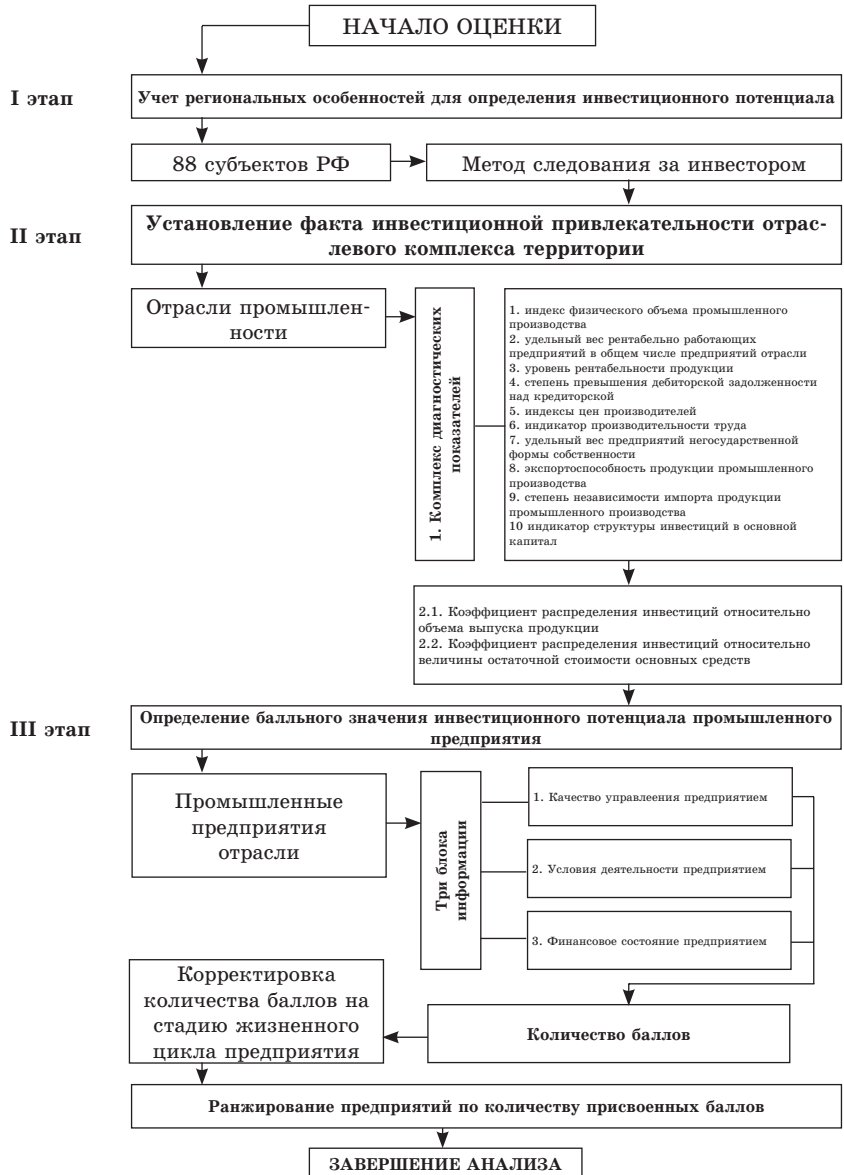 НАЧАЛО ОЦЕНКИ
I этап
Учет региональных особенностей для определения инвестиционного потенциала
88 субъектов РФ
Метод следования за инвестором
II этап
Установление факта инвестиционной привлекательности отрас-
левого комплекса территории
Отрасли промышлен-
ности
1. Комплекс диагностических
показателей
1. индекс физического объема промышленного
производства
2. удельный вес рентабельно работающих
предприятий в общем числе предприятий отрасли
3. уровень рентабельности продукции
4. степень превышения дебиторской задолженности
над кредиторской
5. индексы цен производителей
6. индикатор производительности труда
7. удельный вес предприятий негосударственной
формы собственности
8. экспортоспособность продукции промышленного
производства
9. степень независимости импорта продукции
промышленного производства
10 индикатор структуры инвестиций в основной
капитал
2.1. Коэффициент распределения инвестиций относительно
объема выпуска продукции
2.2. Коэффициент распределения инвестиций относительно
величины остаточной стоимости основных средств
III этап
Определение балльного значения инвестиционного потенциала промышленного
предприятия
Промышленные
предприятия
отрасли
Три блока
информации
1. Качество управлеения предприятием
2. Условия деятельности предприятием
3. Финансовое состояние предприятием
Корректировка
количества баллов на
стадию жизненного
цикла предприятия
Количество баллов
Ранжирование предприятий по количеству присвоенных баллов
ЗАВЕРШЕНИЕ АНАЛИЗА